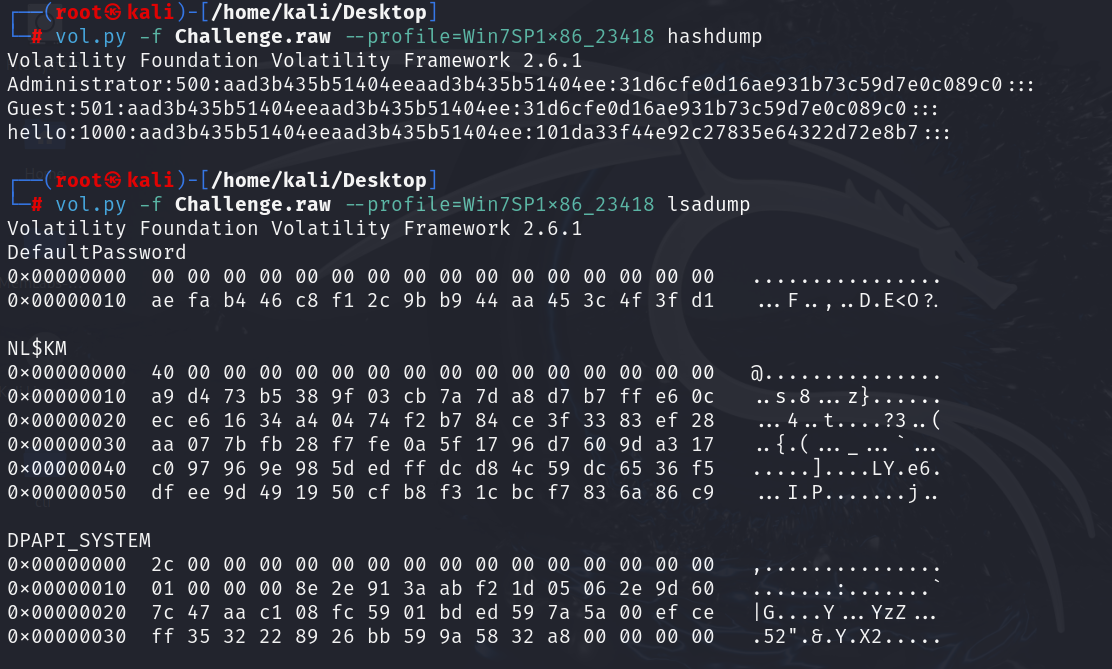 ┌──(root㉿kali)-[/home/kali/Desktop]
└─# vol.py -f Challenge.raw --profile=Win7SP1×86_23418 hashdump
Volatility Foundation Volatility Framework 2.6.1
Administrator:500:aad3b435b51404eeaad3b435b51404ee:31d6cfe0d16ae931b73c59d7e0c089c0:::
Guest:501:aad3b435b51404eeaad3b435b51404ee:31d6cfe0d16ae931b73c59d7e0c089c0:::
hello:1000:aad3b435b51404eeaad3b435b51404ee:101da33f44e92c27835e64322d72e8b7:::
┌──(root㉿kali)-[/home/kali/Desktop]
└─# vol.py -f Challenge.raw --profile=Win7SP1×86_23418 lsadump
Volatility Foundation Volatility Framework 2.6.1
DefaultPassword
0×00000000  00 00 00 00 00 00 00 00 00 00 00 00 00 00 00 00   ................
0×00000010  ae fa b4 46 c8 f1 2c 9b b9 44 aa 45 3c 4f 3f d1   ...F..,..D.E<O?.
NL$KM
0×00000000  40 00 00 00 00 00 00 00 00 00 00 00 00 00 00 00   @...............
0×00000010  a9 d4 73 b5 38 9f 03 cb 7a 7d a8 d7 b7 ff e6 0c   ..s.8...z}......
0×00000020  ec e6 16 34 a4 04 74 f2 b7 84 ce 3f 33 83 ef 28   ...4..t....?3..(
0×00000030  aa 07 7b fb 28 f7 fe 0a 5f 17 96 d7 60 9d a3 17   ..{.(..._...`...
0×00000040  c0 97 96 9e 98 5d ed ff dc d8 4c 59 dc 65 36 f5   .....]....LY.e6.
0×00000050  df ee 9d 49 19 50 cf b8 f3 1c bc f7 83 6a 86 c9   ...I.P.......j..
DPAPI_SYSTEM
0×00000000  2c 00 00 00 00 00 00 00 00 00 00 00 00 00 00 00   ,...............
0×00000010  01 00 00 00 8e 2e 91 3a ab f2 1d 05 06 2e 9d 60   .......:.......`
0×00000020  7c 47 aa c1 08 fc 59 01 bd ed 59 7a 5a 00 ef ce   |G....Y...YzZ...
0×00000030  ff 35 32 22 89 26 bb 59 9a 58 32 a8 00 00 00 00   .52".&.Y.X2.....